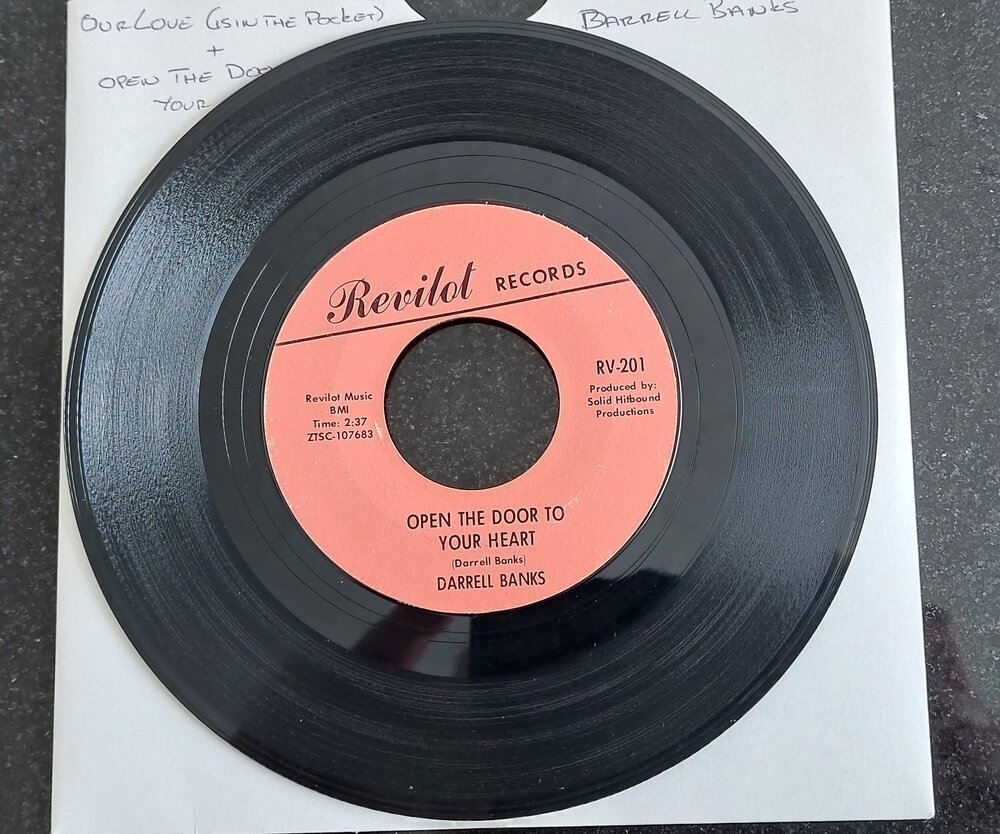 OUR LOVE (IS IN THE POCKET)
+
OPEN THE DOO
YOUR
BARRELL BANKS
Revilot RECORDS
RV-201
Produced by:
Solid Hitbound
Productions
Revilot Music
BMI
Time: 2:37
ZTSC-107683
OPEN THE DOOR TO
YOUR HEART
(Darrell Banks)
DARRELL BANKS